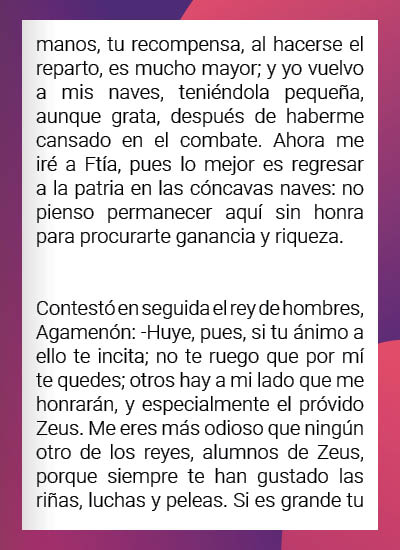 manos, tu recompensa, al hacerse el
reparto, es mucho mayor; y yo vuelvo
a mis naves, teniéndola pequeña,
aunque grata, después de haberme
cansado en el combate. Ahora me
iré a Ftía, pues lo mejor es regresar
a la patria en las cóncavas naves: no
pienso permanecer aquí sin honra
para procurarte ganancia y riqueza.
Contestó en seguida el rey de hombres,
Agamenón: -Huye, pues, si tu ánimo a
ello te incita; no te ruego que por mí
te quedes; otros hay a mi lado que me
honrarán, y especialmente el próvido
Zeus. Me eres más odioso que ningún
otro de los reyes, alumnos de Zeus,
porque siempre te han gustado las
riñas, luchas y peleas. Si es grande tu